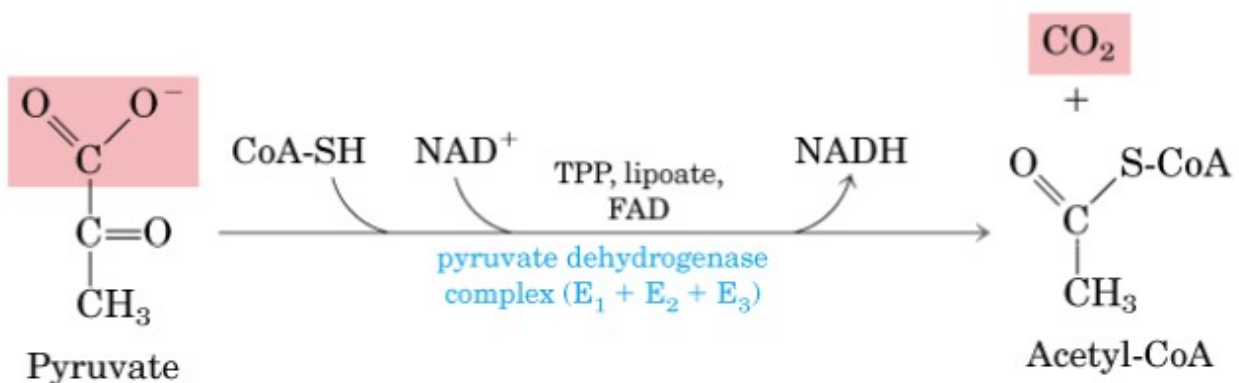 CO₂
+
O O⁻
C
C=O
CH₃
Pyruvate
CoA-SH NAD⁺ NADH
TPP, lipoate,
FAD
pyruvate dehydrogenase
complex (E₁ + E₂ + E₃)
O S-CoA
C
CH₃
Acetyl-CoA